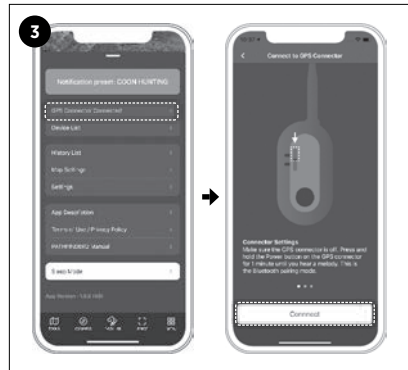 3
Notification preset: COON HUNTING
GPS Connector Connected
Device List
History List
Map Settings
Settings
App Description
Terms of Use / Privacy Policy
PATHFINDER2 Manual
Sleep Mode
App Version
Connect to GPS Connector
Connector Settings
Make sure the GPS connector is off. Press and
hold the Power button on the GPS connector
for 1 minute until you hear a melody. This is
the Bluetooth pairing mode.
Connect